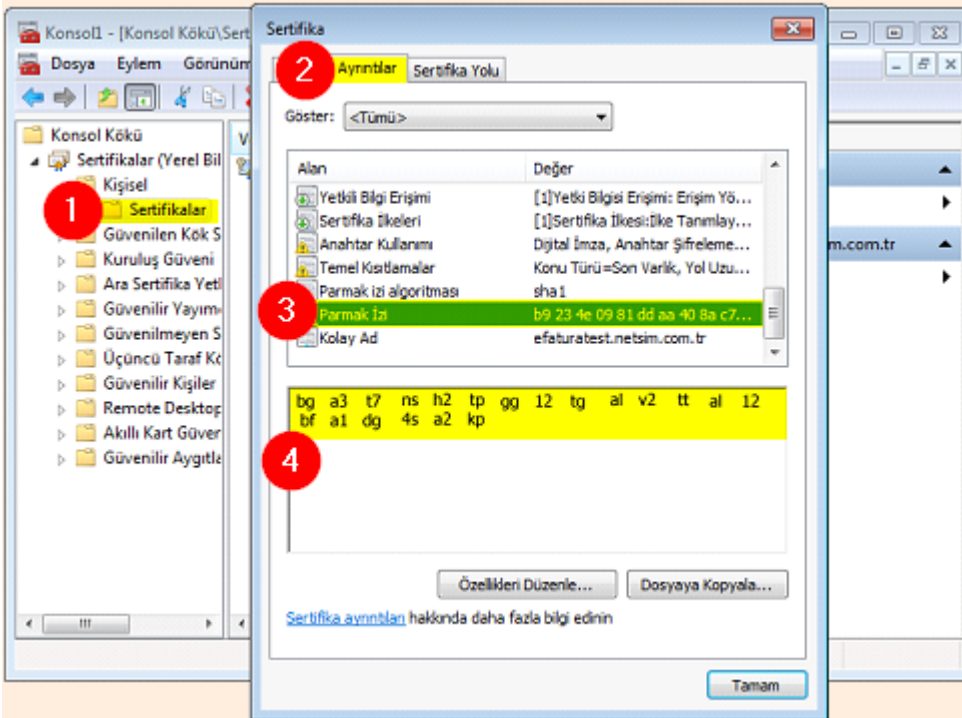 Konsol1 - [Konsol Kökü\Sert
Dosya Eylem Görünüm
Konsol Kökü
Sertifikalar (Yerel Bil
Kişisel
1
Sertifikalar
Güvenilen Kök S
Kuruluş Güveni
Ara Sertifika Yetl
Güvenilir Yayım
Güvenilmeyen S
Üçüncü Taraf Kö
Güvenilir Kişiler
Remote Desktop
Akıllı Kart Güver
Güvenilir Aygıtla
Sertifika
2
Ayrıntılar Sertifika Yolu
Göster: <Tümü>
Alan Değer
Yetkili Bilgi Erişimi [1]Yetki Bilgisi Erişimi: Erişim Yö...
Sertifika İlkeleri [1]Sertifika İlkesi:İlke Tanımlay...
Anahtar Kullanımı Dijital İmza, Anahtar Şifreleme...
Temel Kısıtlamalar Konu Türü=Son Varlık, Yol Uzu...
Parmak izi algoritması sha1
3
Parmak İzi b9 23 4e 09 81 dd aa 40 8a c7...
Kolay Ad efaturatest.netsim.com.tr
bg a3 t7 ns h2 tp gg 12 tg al v2 tt al 12
bf a1 dg 4s a2 kp
4
Özellikleri Düzenle... Dosyaya Kopyala...
Sertifika ayrıntıları hakkında daha fazla bilgi edinin
Tamam
m.com.tr